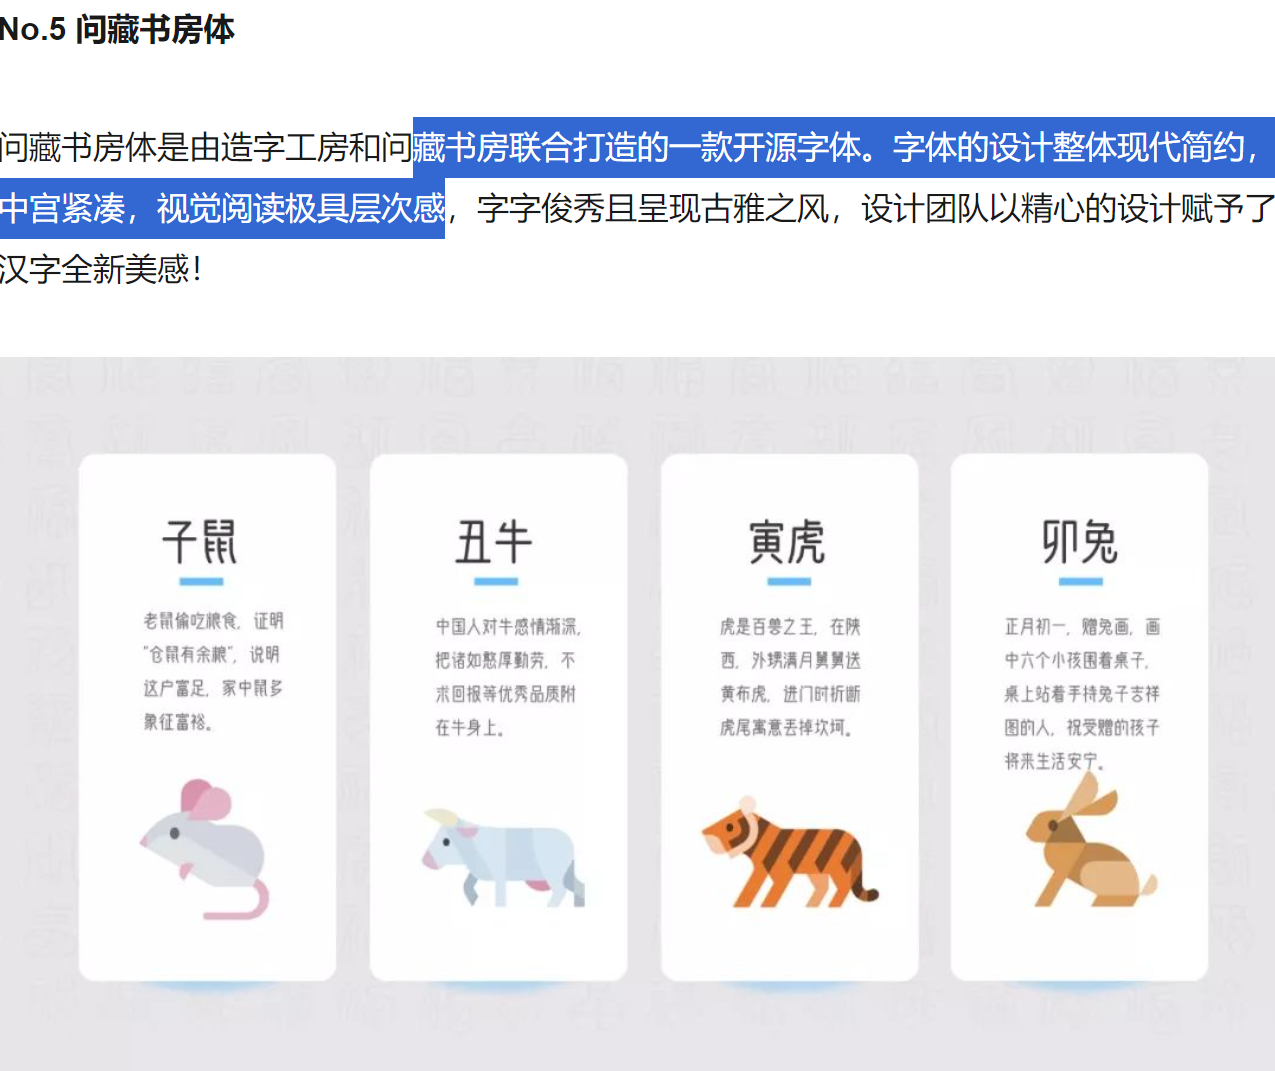 No.5 问藏书房体
问藏书房体是由造字工房和问藏书房联合打造的一款开源字体。字体的设计整体现代简约，
中宫紧凑，视觉阅读极具层次感，字字俊秀且呈现古雅之风，设计团队以精心的设计赋予了
汉字全新美感！
子鼠
老鼠偷吃粮食，证明
“仓鼠有余粮”，说明
这户富足，家中鼠多
象征富裕。
丑牛
中国人对牛感情渐深，
把诸如憨厚勤劳，不
求回报等优秀品质附
在牛身上。
寅虎
虎是百兽之王，在陕
西，外甥满月舅舅送
黄布虎，进门时折断
虎尾寓意丢掉坎坷。
卯兔
正月初一，赠兔画，画
中六个小孩围着桌子，
桌上站着手持兔子吉祥
图的人，祝受赠的孩子
将来生活安宁。